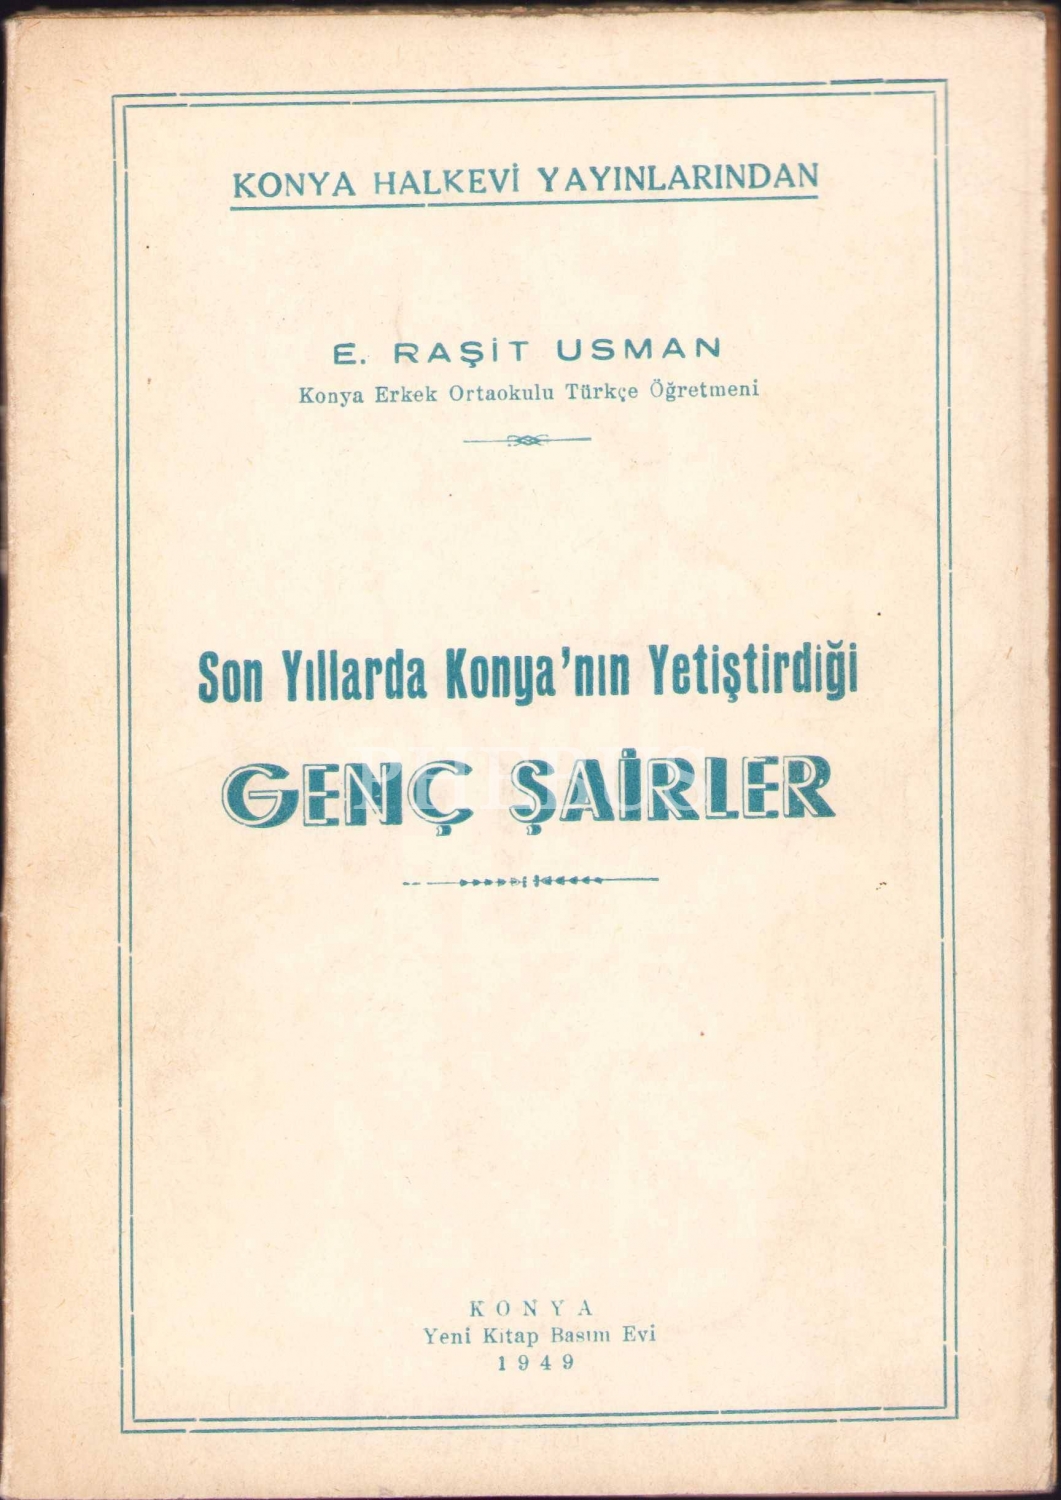 KONYA HALKEVİ YAYINLARINDAN
E. RAŞİT USMAN
Konya Erkek Ortaokulu Türkçe Öğretmeni
Son Yıllarda Konya'nın Yetiştirdiği
GENÇ ŞAİRLER
PHEBUS
KONYA
Yeni Kitap Basım Evi
1949